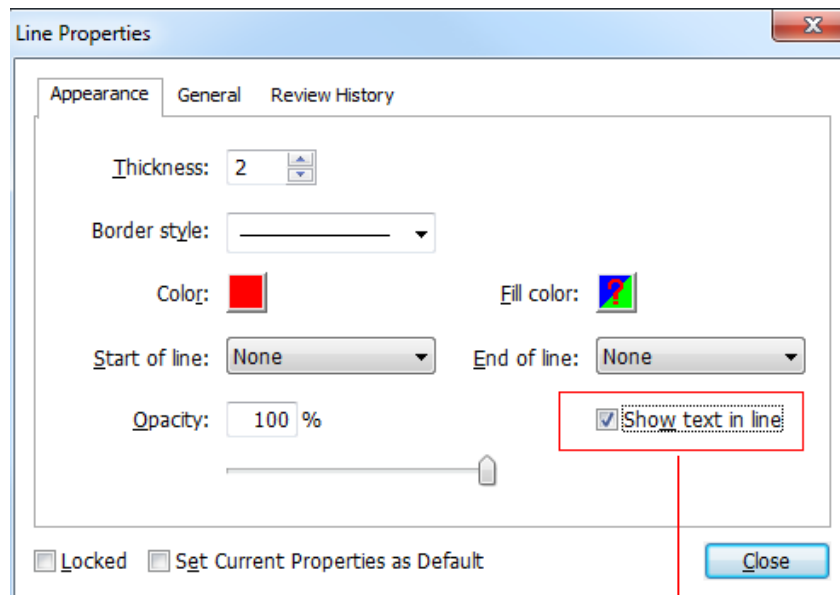 Line Properties
Appearance General Review History
Thickness: 2
Border style:
Color: Fill color: ?
Start of line: None End of line: None
Opacity: 100 % Show text in line
Locked Set Current Properties as Default Close